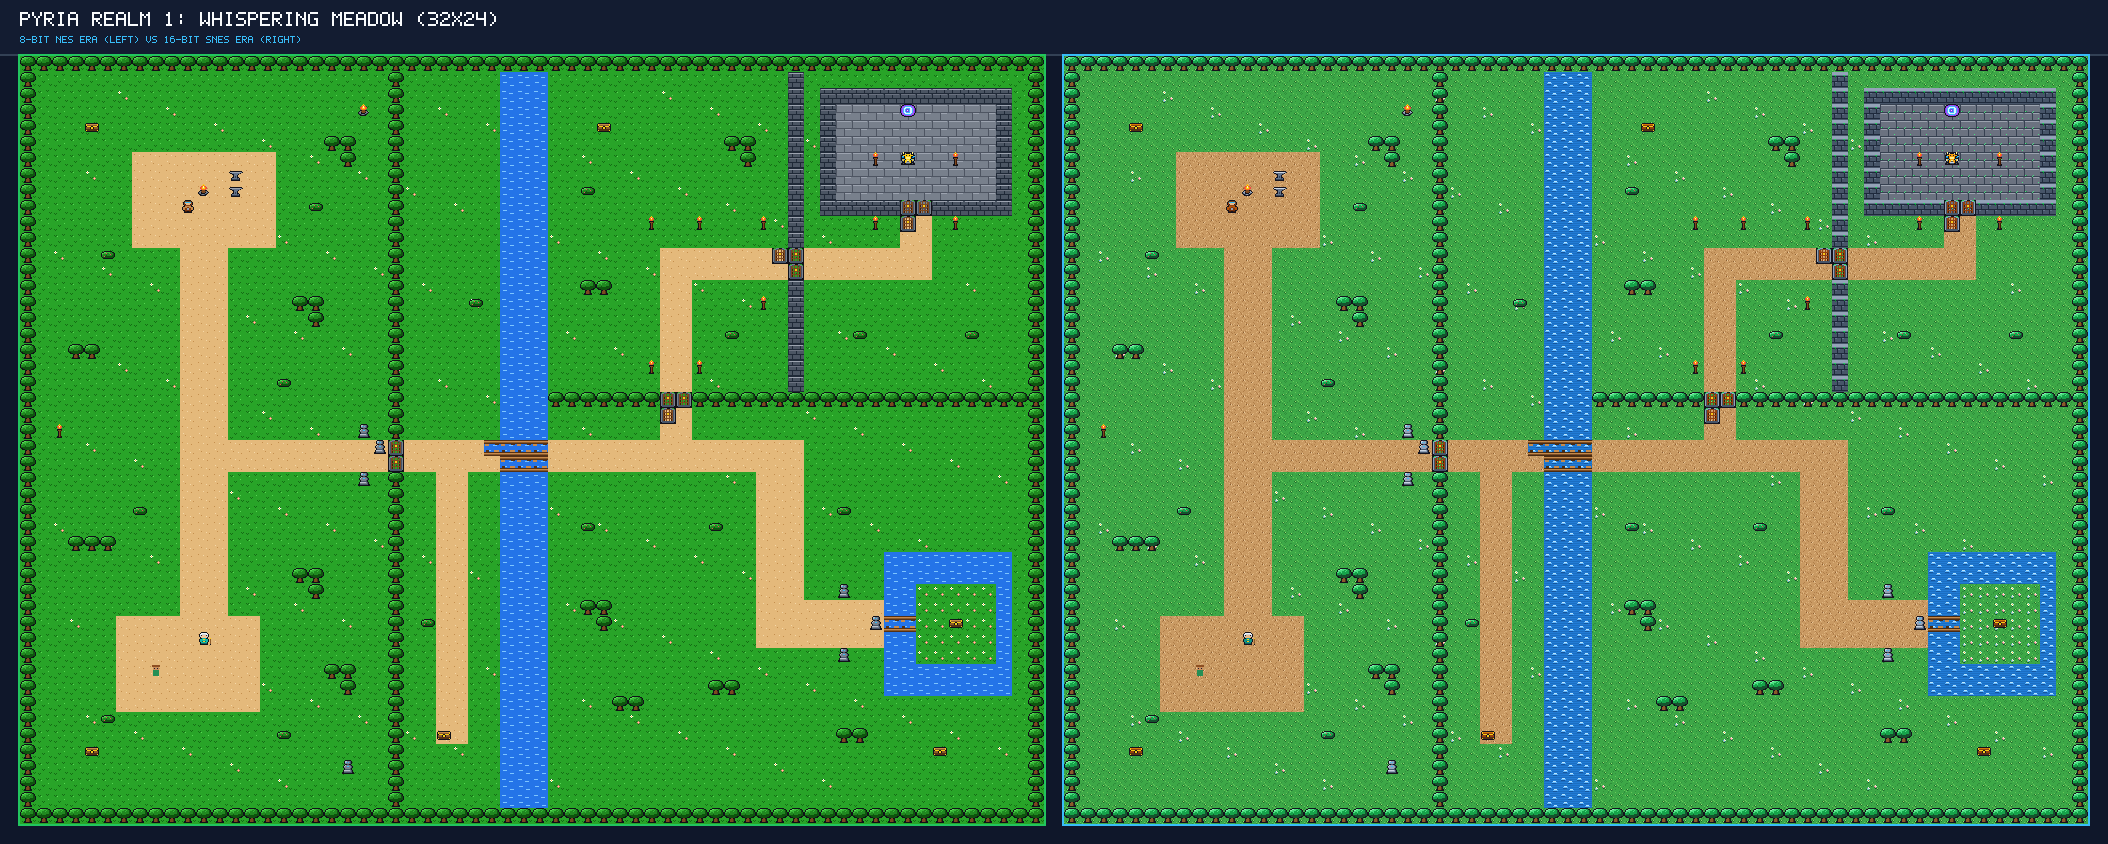 PYRIA REALM 1: WHISPERING MEADOW (32X24)
8-BIT NES ERA (LEFT) VS 16-BIT SNES ERA (RIGHT)